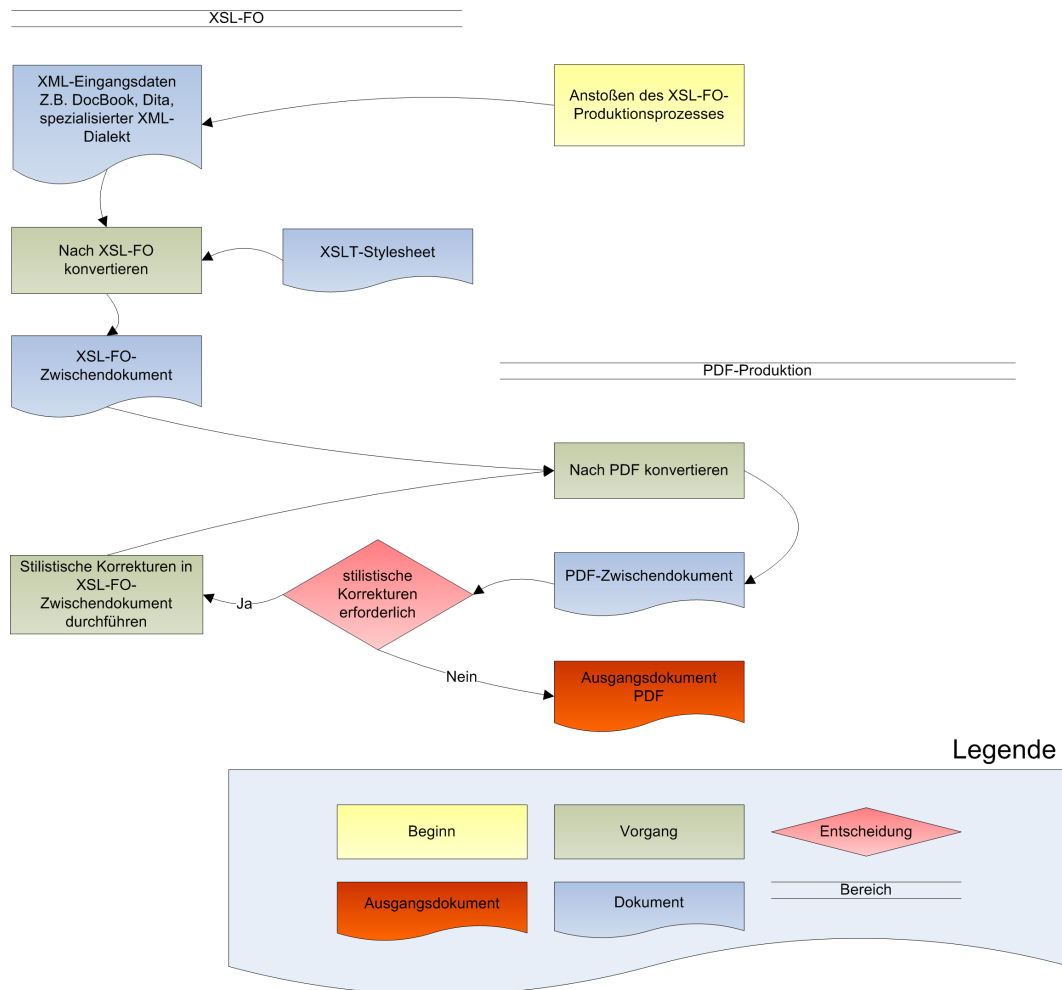 XSL-FO
XML-Eingangsdaten
Z.B. DocBook, Dita,
spezialisierter XML-
Dialekt
Anstoßen des XSL-FO-
Produktionsprozesses
Nach XSL-FO
konvertieren
XSLT-Stylesheet
XSL-FO-
Zwischendokument
PDF-Produktion
Nach PDF konvertieren
Stilistische Korrekturen in
XSL-FO-
Zwischendokument
durchführen
Ja
stilistische
Korrekturen
erforderlich
PDF-Zwischendokument
Nein
Ausgangsdokument
PDF
Legende
Beginn
Vorgang
Entscheidung
Ausgangsdokument
Dokument
Bereich